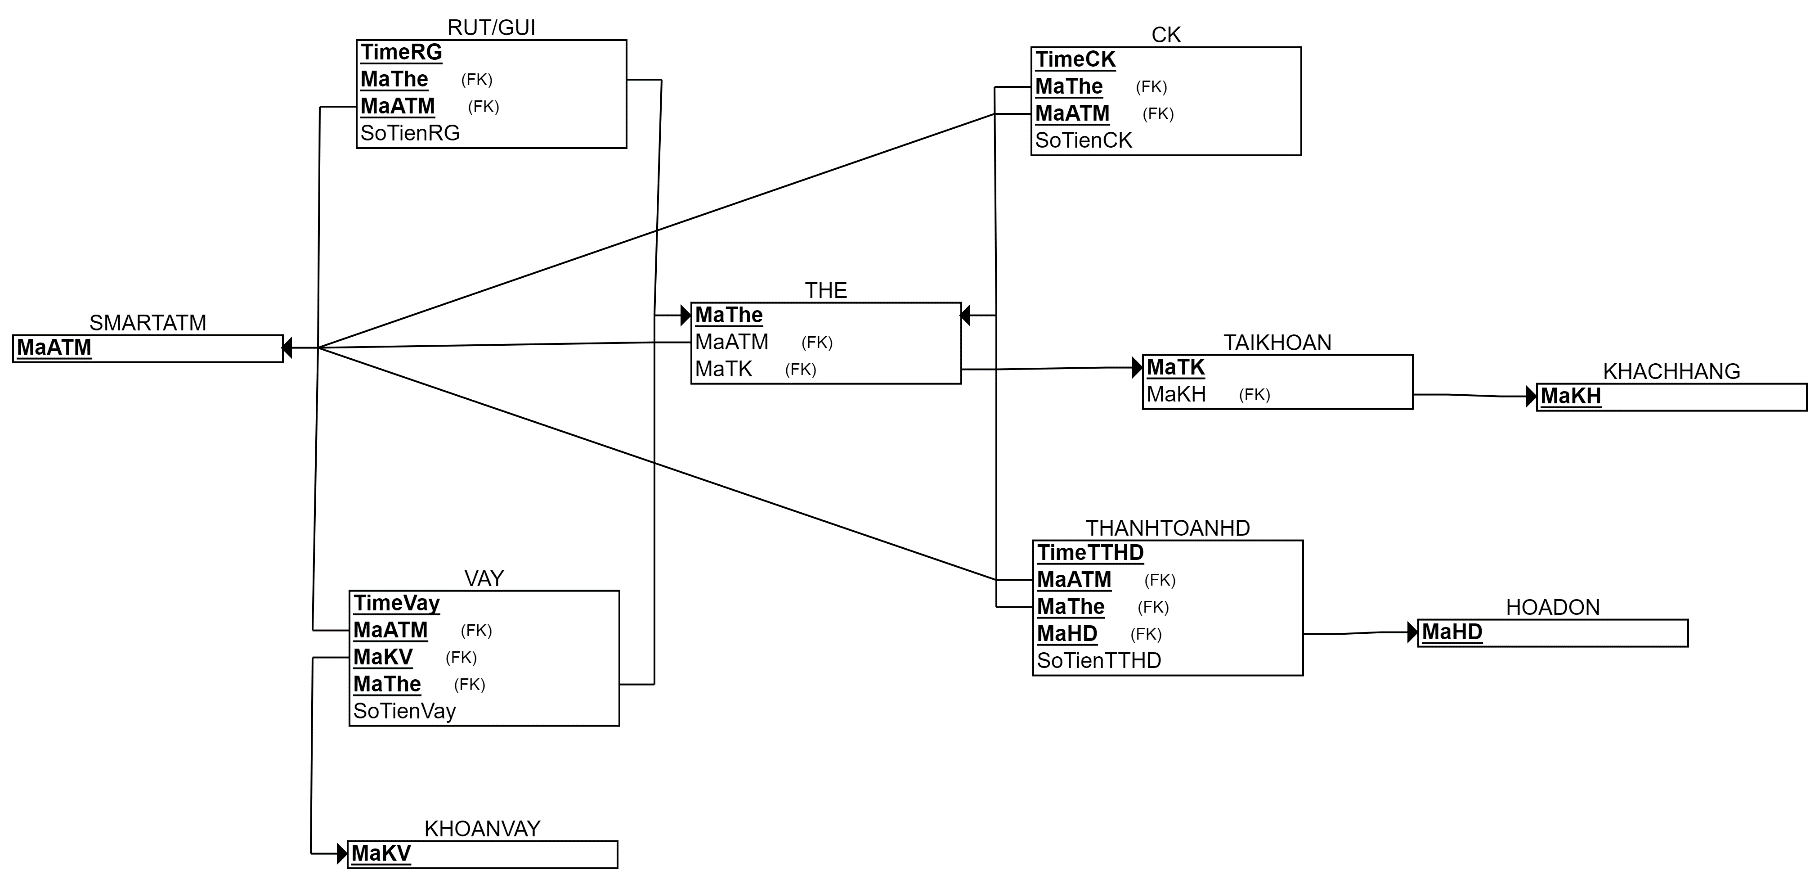 RUT/GUI
TimeRG
MaThe (FK)
MaATM (FK)
SoTienRG
CK
TimeCK
MaThe (FK)
MaATM (FK)
SoTienCK
SMARTATM
MaATM
THE
MaThe
MaATM (FK)
MaTK (FK)
TAIKHOAN
MaTK
MaKH (FK)
KHACHHANG
MaKH
VAY
TimeVay
MaATM (FK)
MaKV (FK)
MaThe (FK)
SoTienVay
THANHTOANHD
TimeTTHD
MaATM (FK)
MaThe (FK)
MaHD (FK)
SoTienTTHD
HOADON
MaHD
KHOANVAY
MaKV